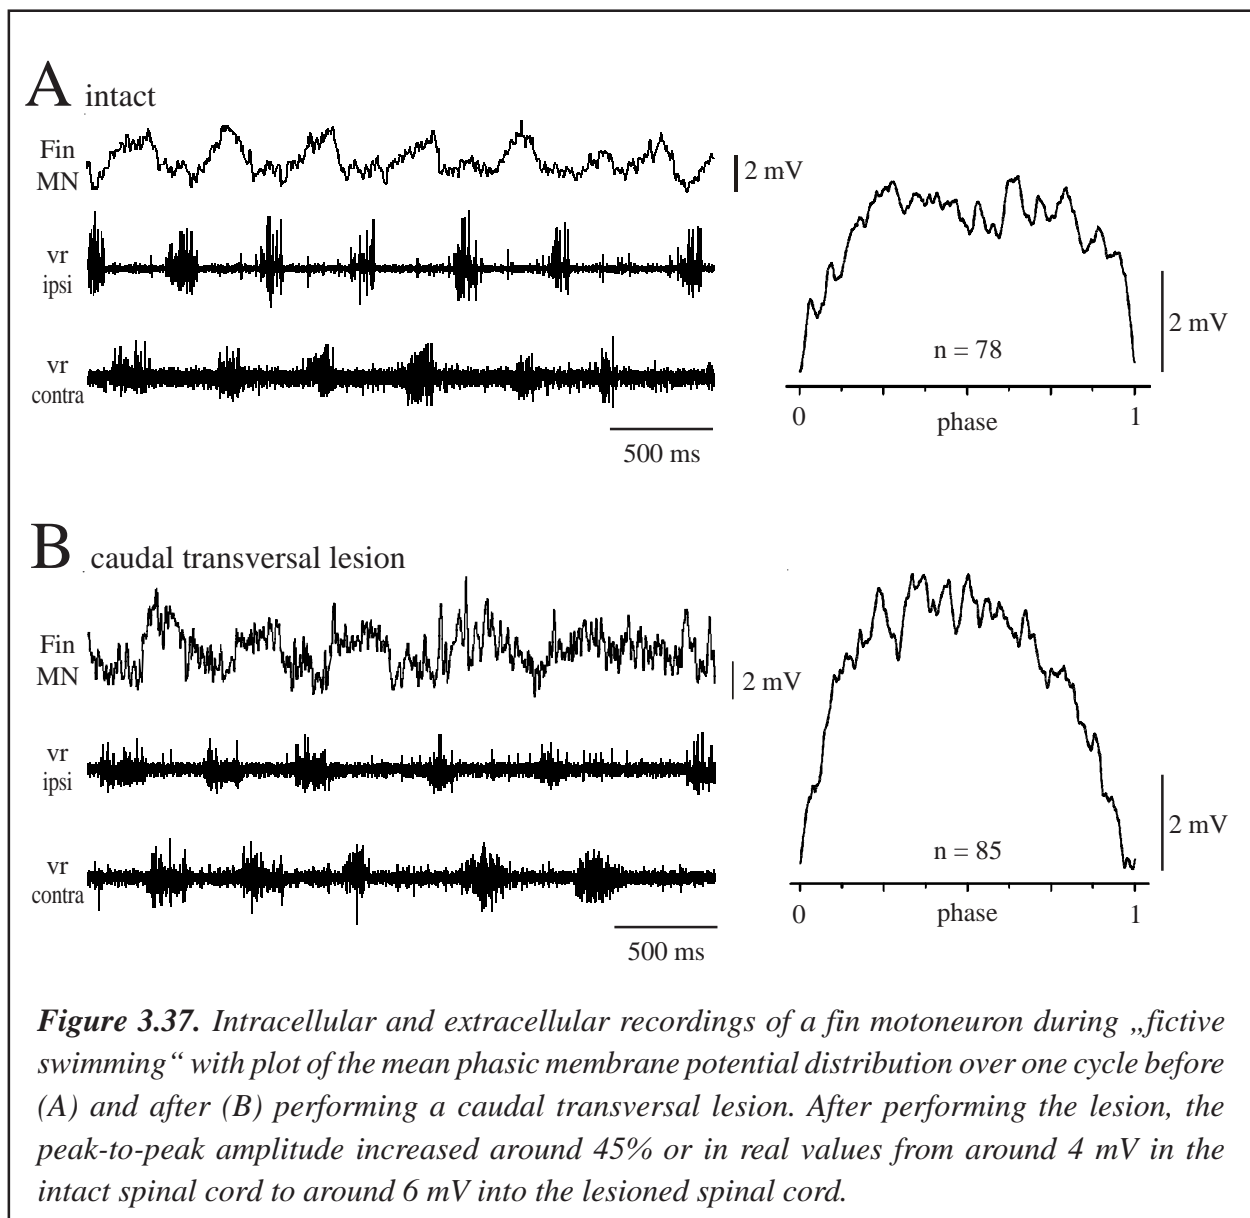 A intact
Fin
MN
2 mV
vr
ipsi
vr
contra
500 ms
n = 78
2 mV
0
1
phase
B caudal transversal lesion
Fin
MN
2 mV
vr
ipsi
vr
contra
500 ms
n = 85
2 mV
0
1
phase
Figure 3.37. Intracellular and extracellular recordings of a fin motoneuron during „fictive
swimming“ with plot of the mean phasic membrane potential distribution over one cycle before
(A) and after (B) performing a caudal transversal lesion. After performing the lesion, the
peak-to-peak amplitude increased around 45% or in real values from around 4 mV in the
intact spinal cord to around 6 mV into the lesioned spinal cord.